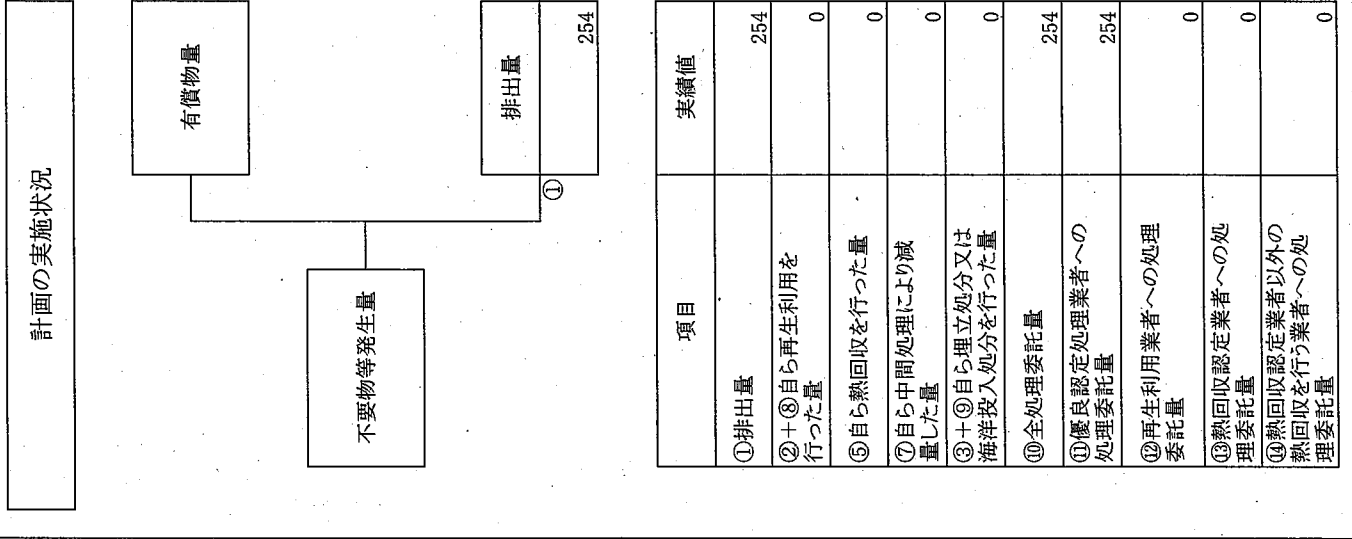 計画の実施状況
有償物量
不要物等発生量
排出量
①
254
項目
実績値
①排出量
254
②+⑧自ら再生利用を
行った量
0
⑤自ら熱回収を行った量
0
⑦自ら中間処理により減
量した量
0
③+⑨自ら埋立処分又は
海洋投入処分を行った量
0
⑩全処理委託量
254
⑪優良認定処理業者への
処理委託量
254
⑫再生利用業者への処理
委託量
0
⑬熱回収認定業者への処
理委託量
0
⑭熱回収認定業者以外の
熱回収を行う業者への処
理委託量
0